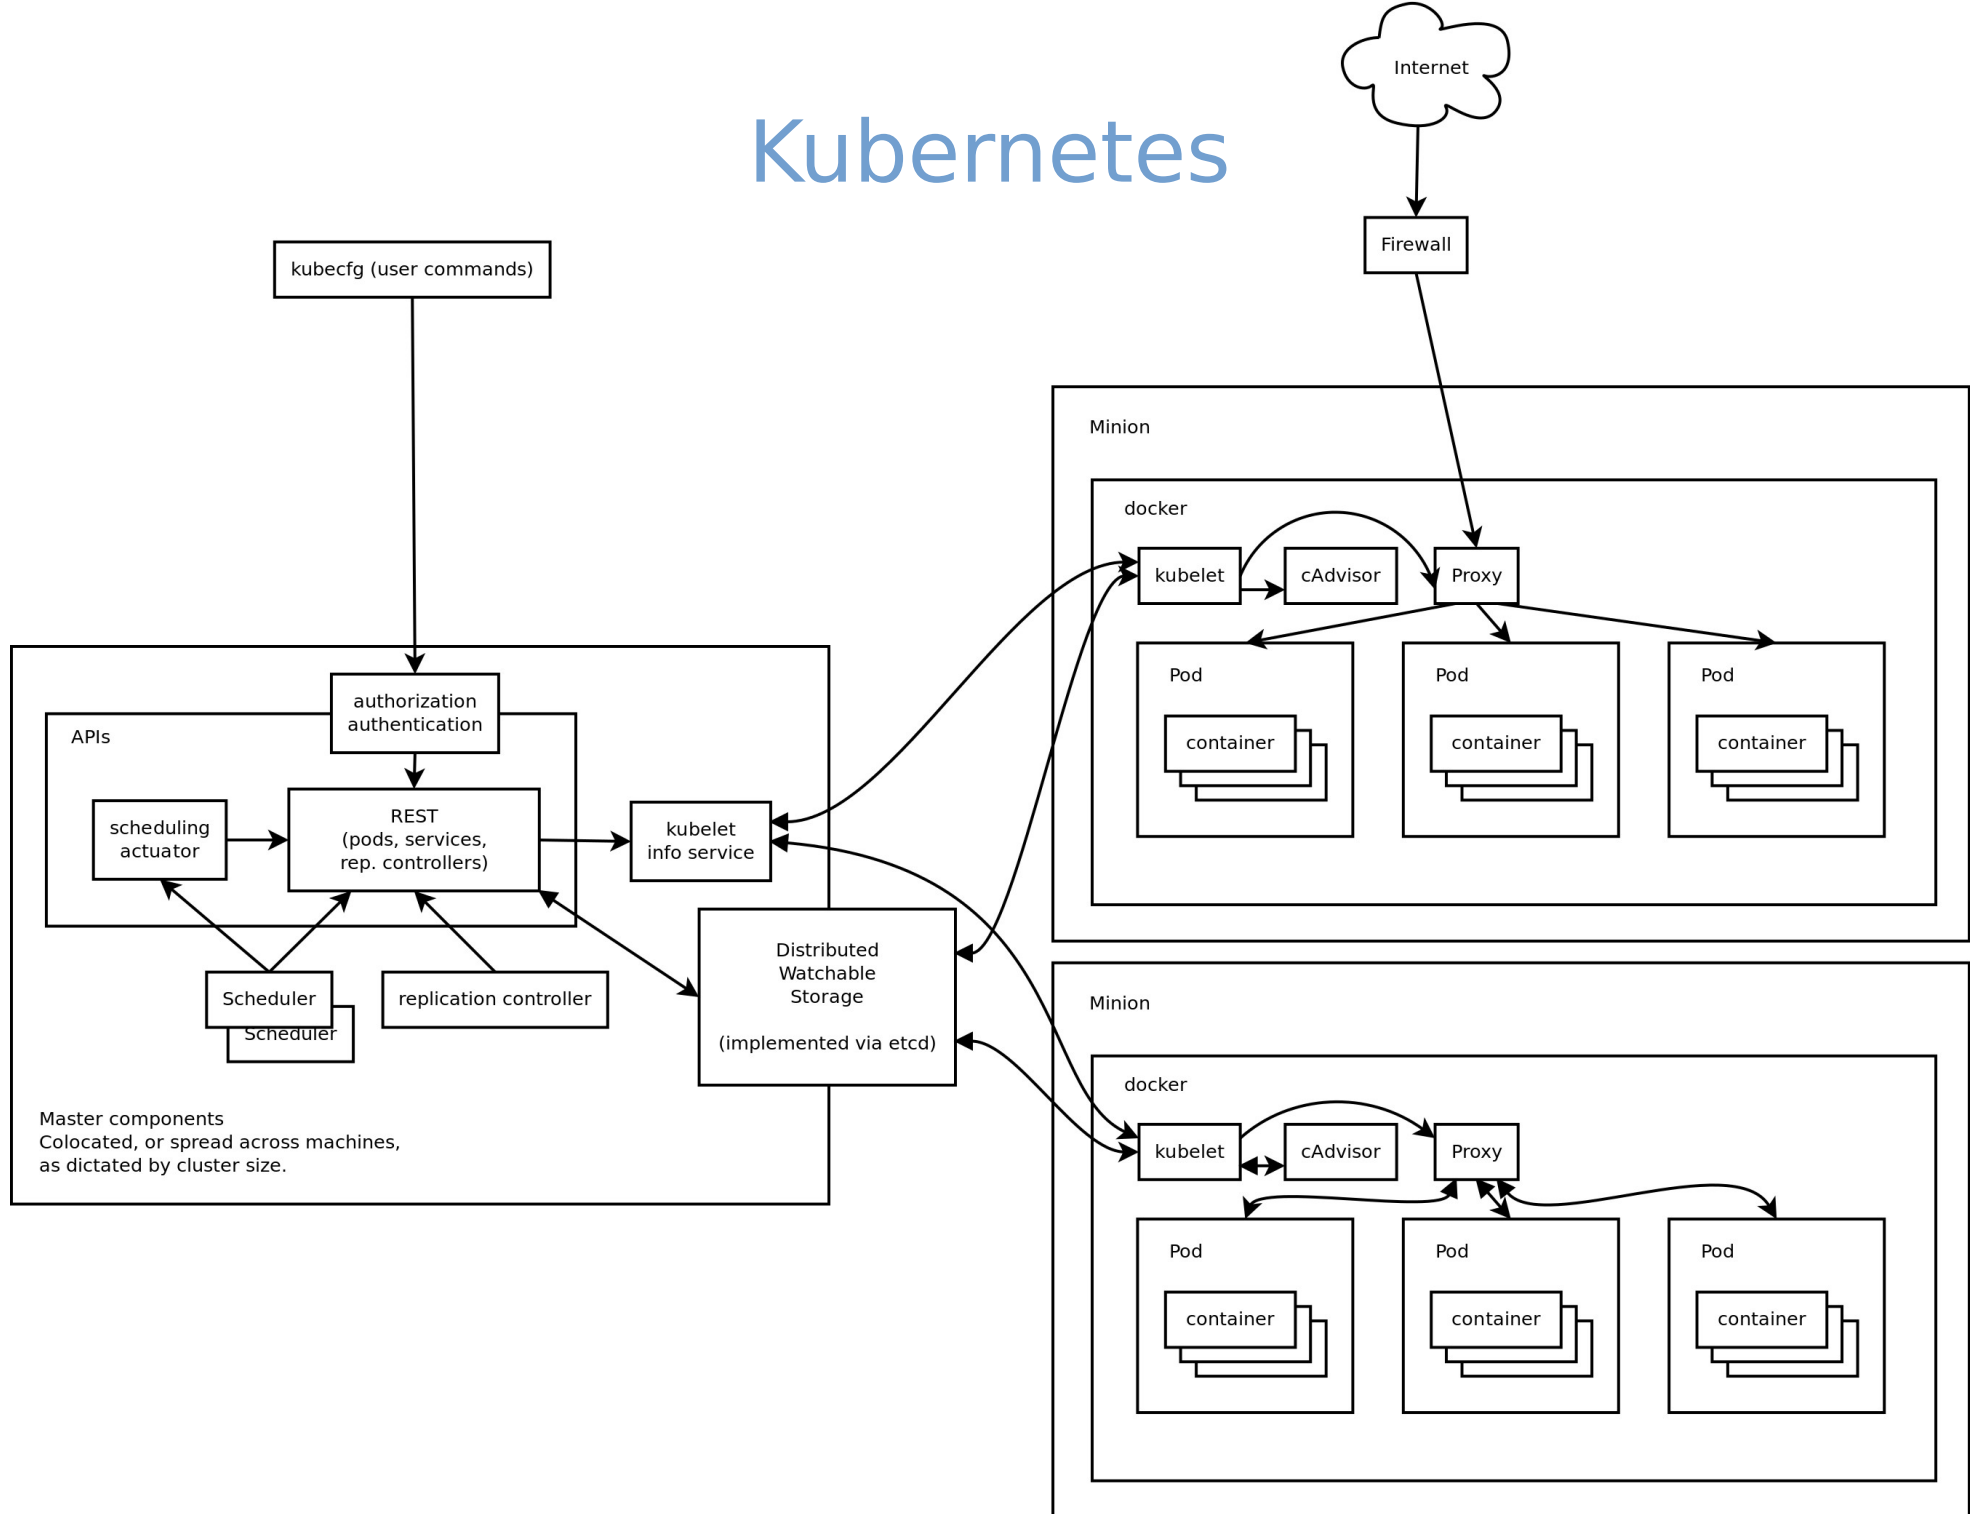 Internet
Kubernetes
Firewall
kubecfg (user commands)
Minion
docker
kubelet
cAdvisor
Proxy
Pod
Pod
Pod
container
container
container
authorization
authentication
APIs
scheduling
actuator
REST
(pods, services,
rep. controllers)
kubelet
info service
Distributed
Watchable
Storage
(implemented via etcd)
Scheduler
Scheduler
replication controller
Master components
Colocated, or spread across machines,
as dictated by cluster size.
Minion
docker
kubelet
cAdvisor
Proxy
Pod
Pod
Pod
container
container
container